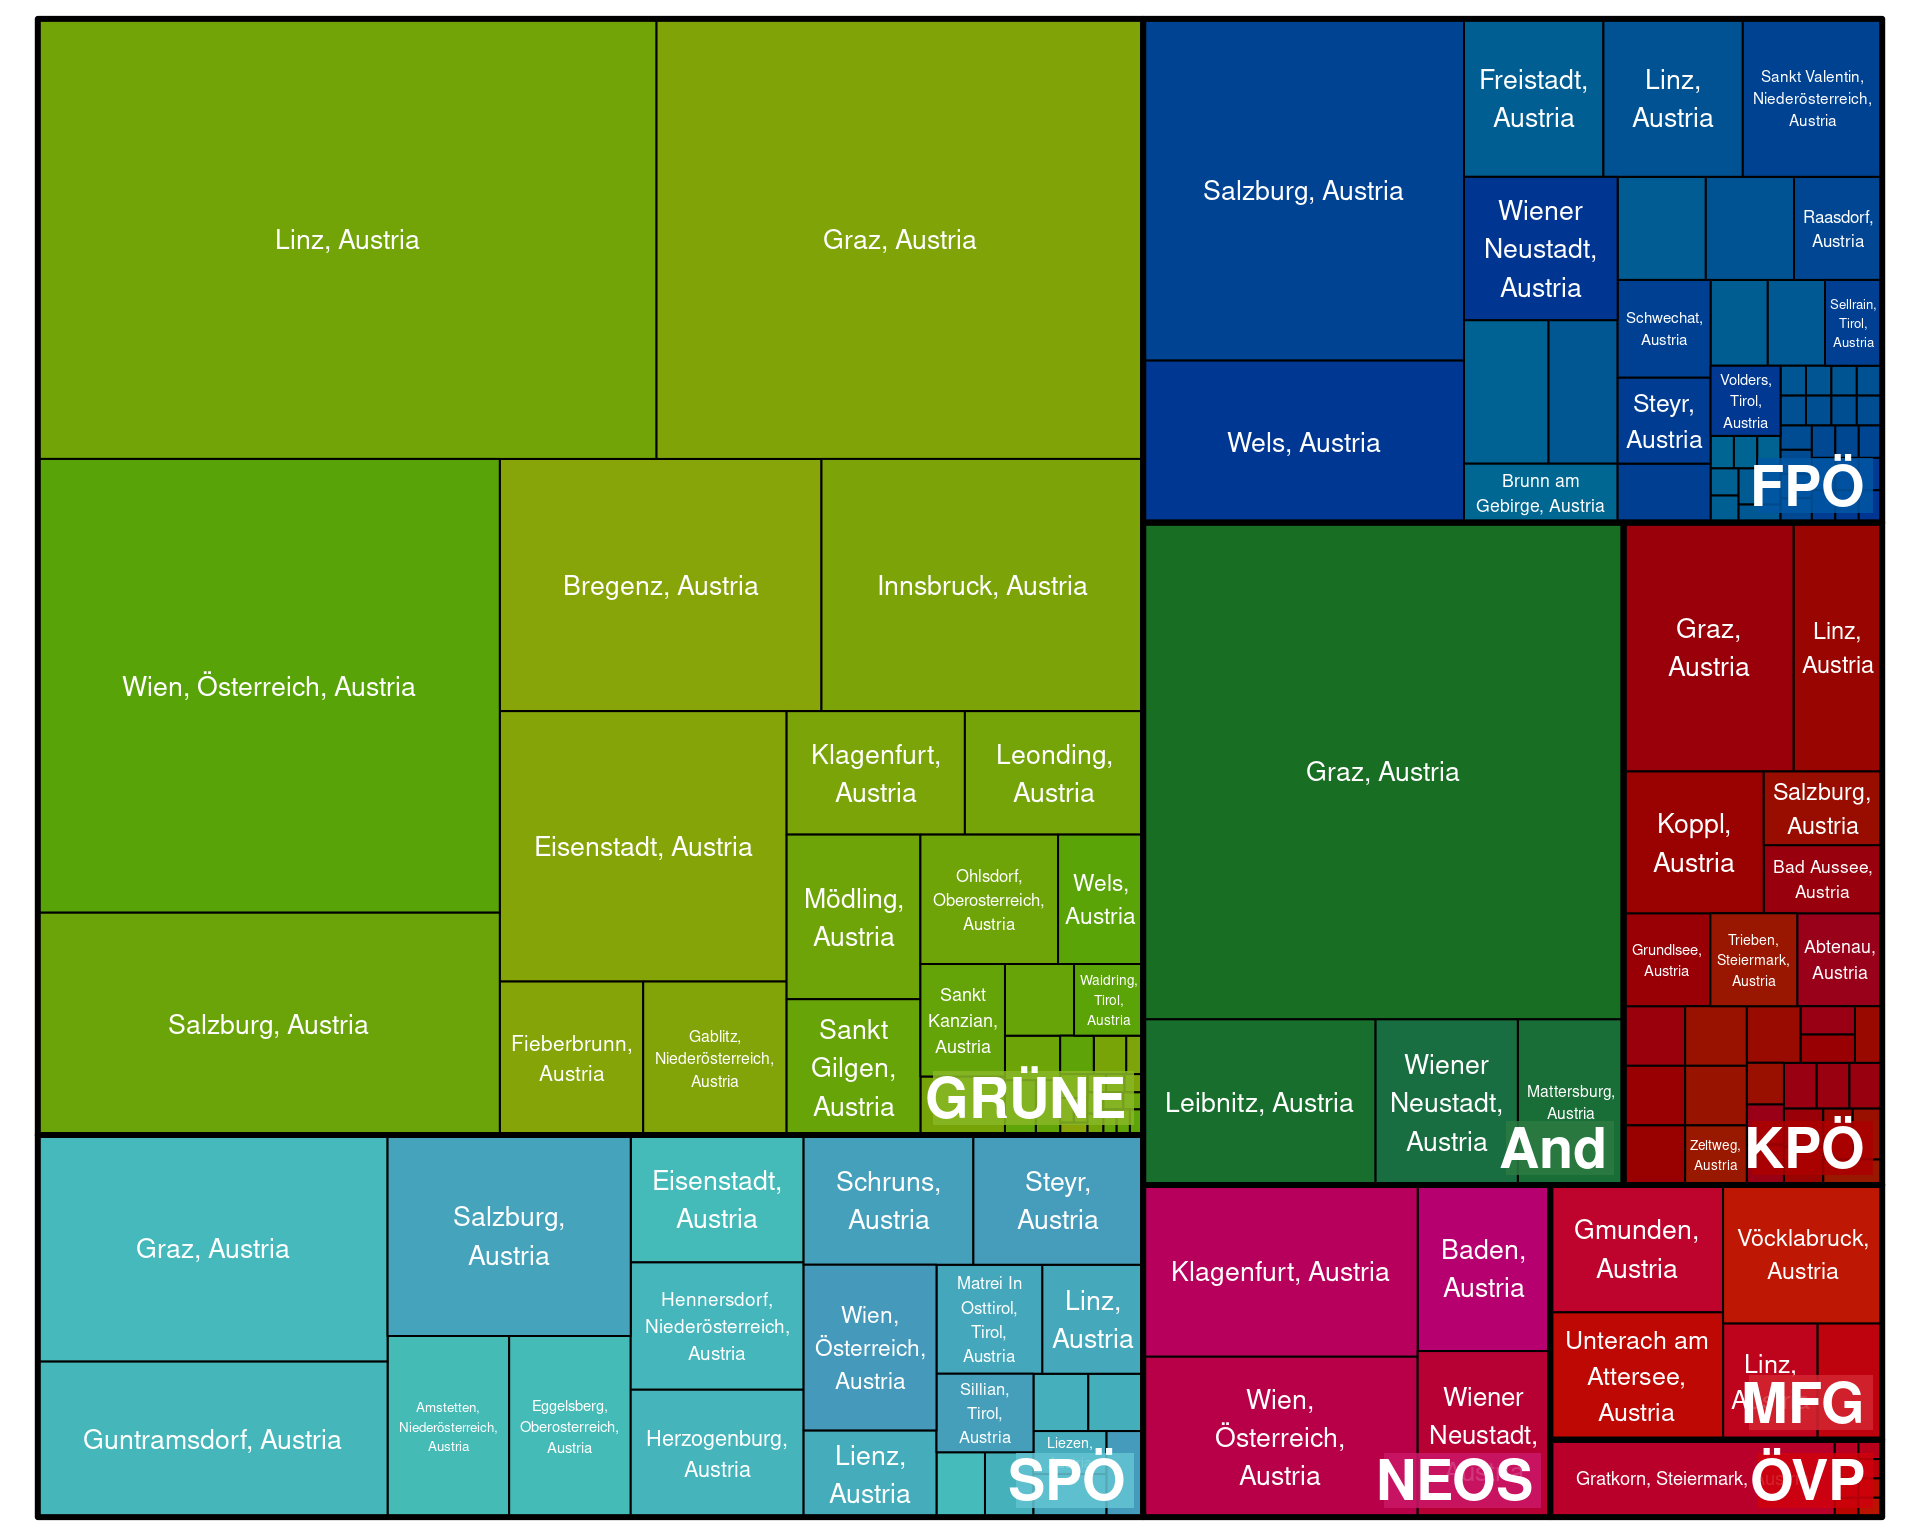 Linz, Austria
Graz, Austria
Wien, Österreich, Austria
Bregenz, Austria
Innsbruck, Austria
Eisenstadt, Austria
Klagenfurt,
Austria
Leonding,
Austria
Mödling,
Austria
Ohlsdorf,
Oberosterreich,
Austria
Wels,
Austria
Salzburg, Austria
Fieberbrunn,
Austria
Gablitz,
Niederösterreich,
Austria
Sankt
Gilgen,
Austria
Sankt
Kanzian,
Austria
Waidring,
Tirol,
Austria
GRÜNE
Salzburg, Austria
Wels, Austria
Freistadt,
Austria
Linz,
Austria
Sankt Valentin,
Niederösterreich,
Austria
Wiener
Neustadt,
Austria
Raasdorf,
Austria
Schwechat,
Austria
Sellrain,
Tirol,
Austria
Steyr,
Austria
Volders,
Tirol,
Austria
Brunn am
Gebirge, Austria
FPÖ
Graz, Austria
Leibnitz, Austria
Wiener
Neustadt,
Austria
Mattersburg,
Austria
And
Graz,
Austria
Linz,
Austria
Koppl,
Austria
Salzburg,
Austria
Bad Aussee,
Austria
Grundlsee,
Austria
Trieben,
Steiermark,
Austria
Abtenau,
Austria
Zeltweg,
Austria
KPÖ
Graz, Austria
Guntramsdorf, Austria
Salzburg,
Austria
Amstetten,
Niederösterreich,
Austria
Eggelsberg,
Oberosterreich,
Austria
Eisenstadt,
Austria
Hennersdorf,
Niederösterreich,
Austria
Herzogenburg,
Austria
Schruns,
Austria
Steyr,
Austria
Wien,
Österreich,
Austria
Matrei In
Osttirol,
Tirol,
Austria
Linz,
Austria
Sillian,
Tirol,
Austria
Lienz,
Austria
Liezen,
SPÖ
Klagenfurt, Austria
Wien,
Österreich,
Austria
Baden,
Austria
Wiener
Neustadt,
Austria
NEOS
Gmunden,
Austria
Vöcklabruck,
Austria
Unterach am
Attersee,
Austria
Linz,
MFG
Gratkorn, Steiermark,
ÖVP